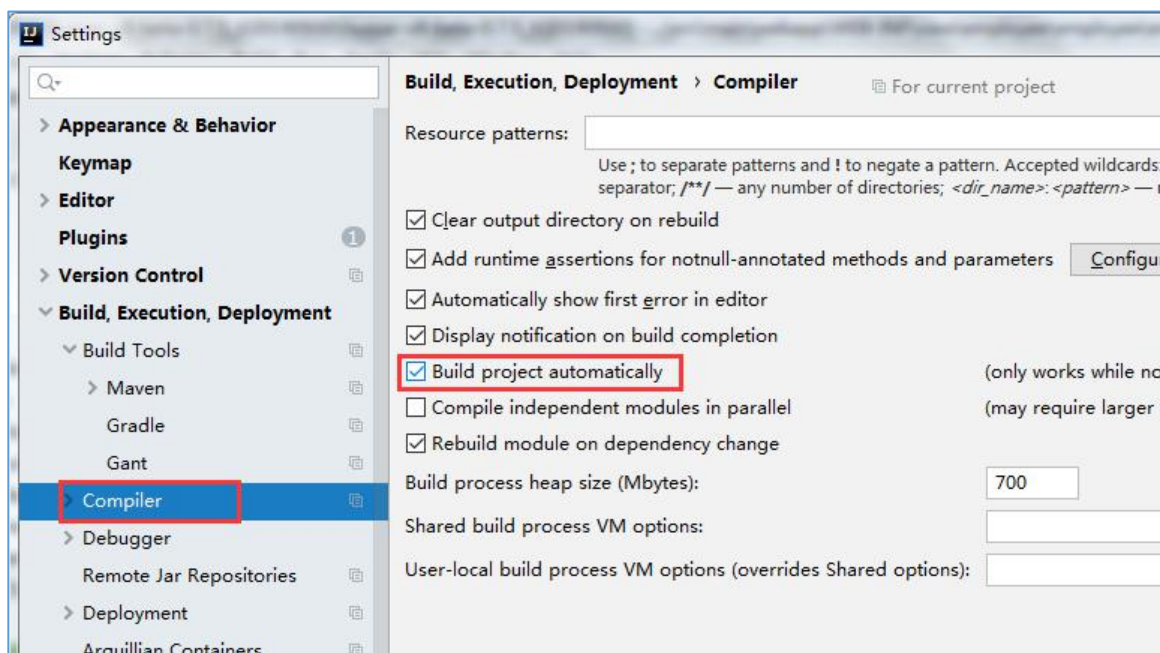 Settings
Appearance & Behavior
Keymap
Editor
Plugins 1
Version Control
Build, Execution, Deployment
Build Tools
Maven
Gradle
Gant
Compiler
Debugger
Remote Jar Repositories
Deployment
Arquillian Containers
Build, Execution, Deployment › Compiler For current project
Resource patterns:
Use ; to separate patterns and ! to negate a pattern. Accepted wildcards:
separator; /**/ — any number of directories; <dir_name>:<pattern> —
Clear output directory on rebuild
Add runtime assertions for notnull-annotated methods and parameters Configu
Automatically show first error in editor
Display notification on build completion
Build project automatically (only works while no
Compile independent modules in parallel (may require larger
Rebuild module on dependency change
Build process heap size (Mbytes): 700
Shared build process VM options:
User-local build process VM options (overrides Shared options):